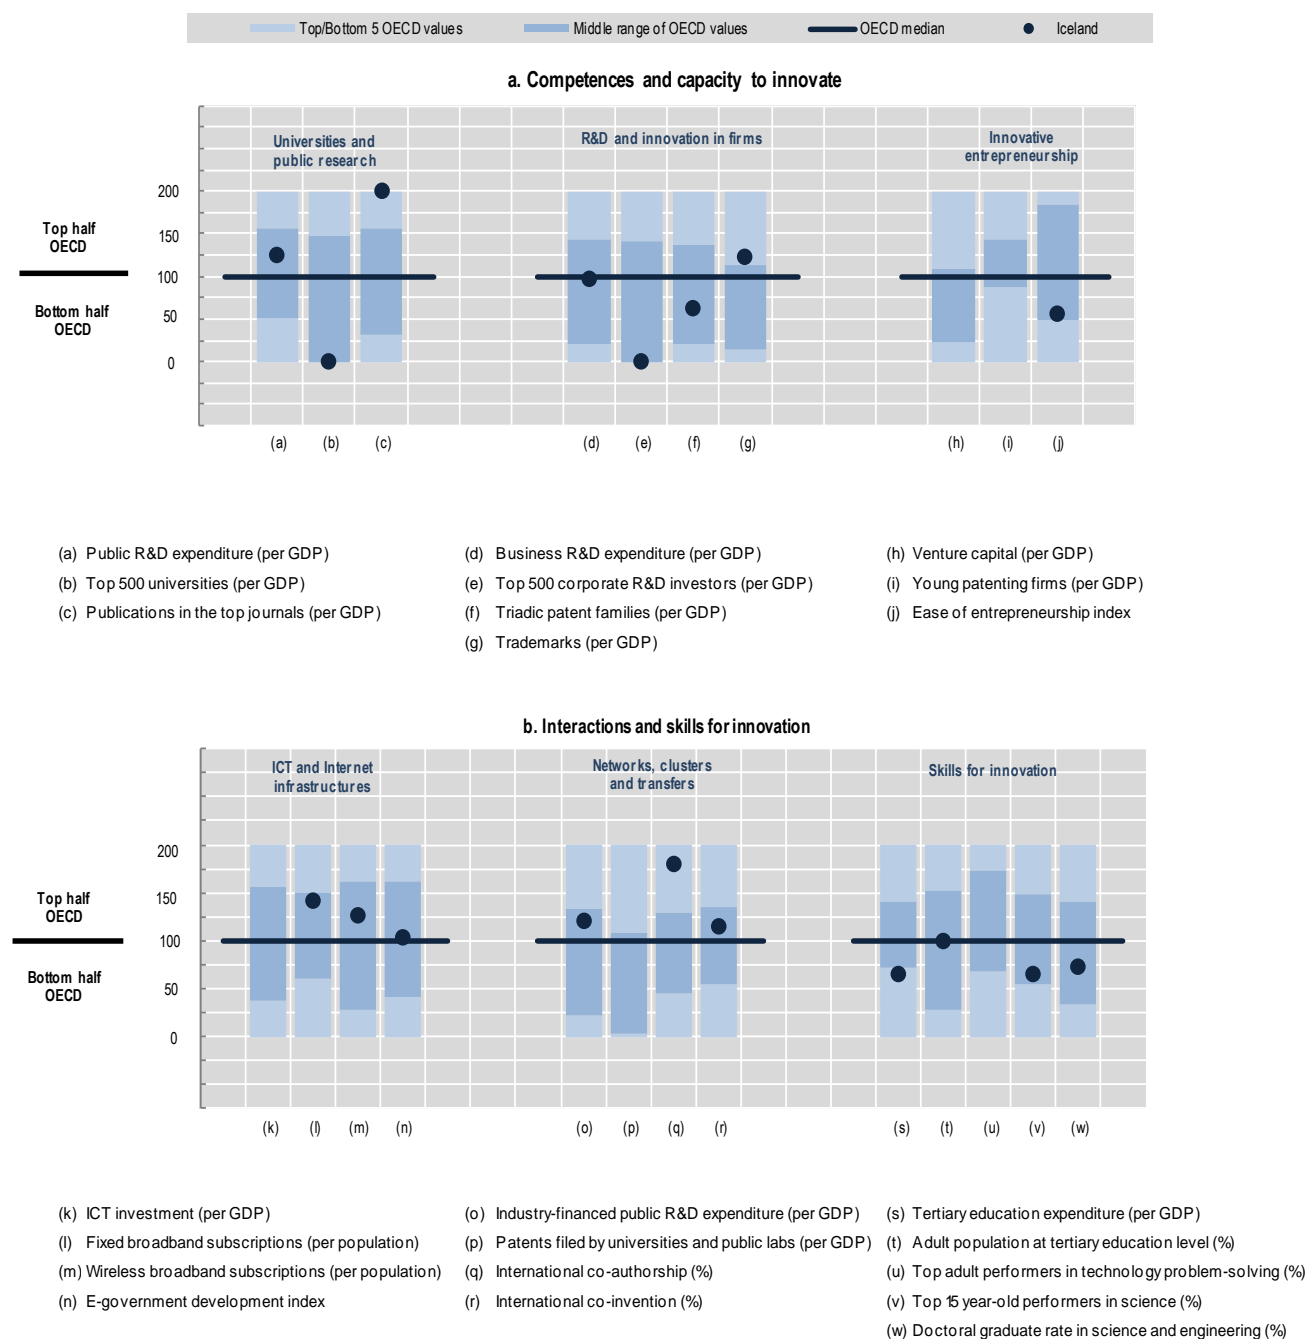 Top/Bottom 5 OECD values Middle range of OECD values OECD median Iceland
a. Competences and capacity to innovate
Universities and
public research
R&D and innovation in firms
Innovative
entrepreneurship
Top half
OECD
Bottom half
OECD
200
150
100
50
0
(a) (b) (c) (d) (e) (f) (g) (h) (i) (j)
(a) Public R&D expenditure (per GDP)
(b) Top 500 universities (per GDP)
(c) Publications in the top journals (per GDP)
(d) Business R&D expenditure (per GDP)
(e) Top 500 corporate R&D investors (per GDP)
(f) Triadic patent families (per GDP)
(g) Trademarks (per GDP)
(h) Venture capital (per GDP)
(i) Young patenting firms (per GDP)
(j) Ease of entrepreneurship index
b. Interactions and skills for innovation
ICT and Internet
infrastructures
Networks, clusters
and transfers
Skills for innovation
Top half
OECD
Bottom half
OECD
200
150
100
50
0
(k) (l) (m) (n) (o) (p) (q) (r) (s) (t) (u) (v) (w)
(k) ICT investment (per GDP)
(l) Fixed broadband subscriptions (per population)
(m) Wireless broadband subscriptions (per population)
(n) E-government development index
(o) Industry-financed public R&D expenditure (per GDP)
(p) Patents filed by universities and public labs (per GDP)
(q) International co-authorship (%)
(r) International co-invention (%)
(s) Tertiary education expenditure (per GDP)
(t) Adult population at tertiary education level (%)
(u) Top adult performers in technology problem-solving (%)
(v) Top 15 year-old performers in science (%)
(w) Doctoral graduate rate in science and engineering (%)